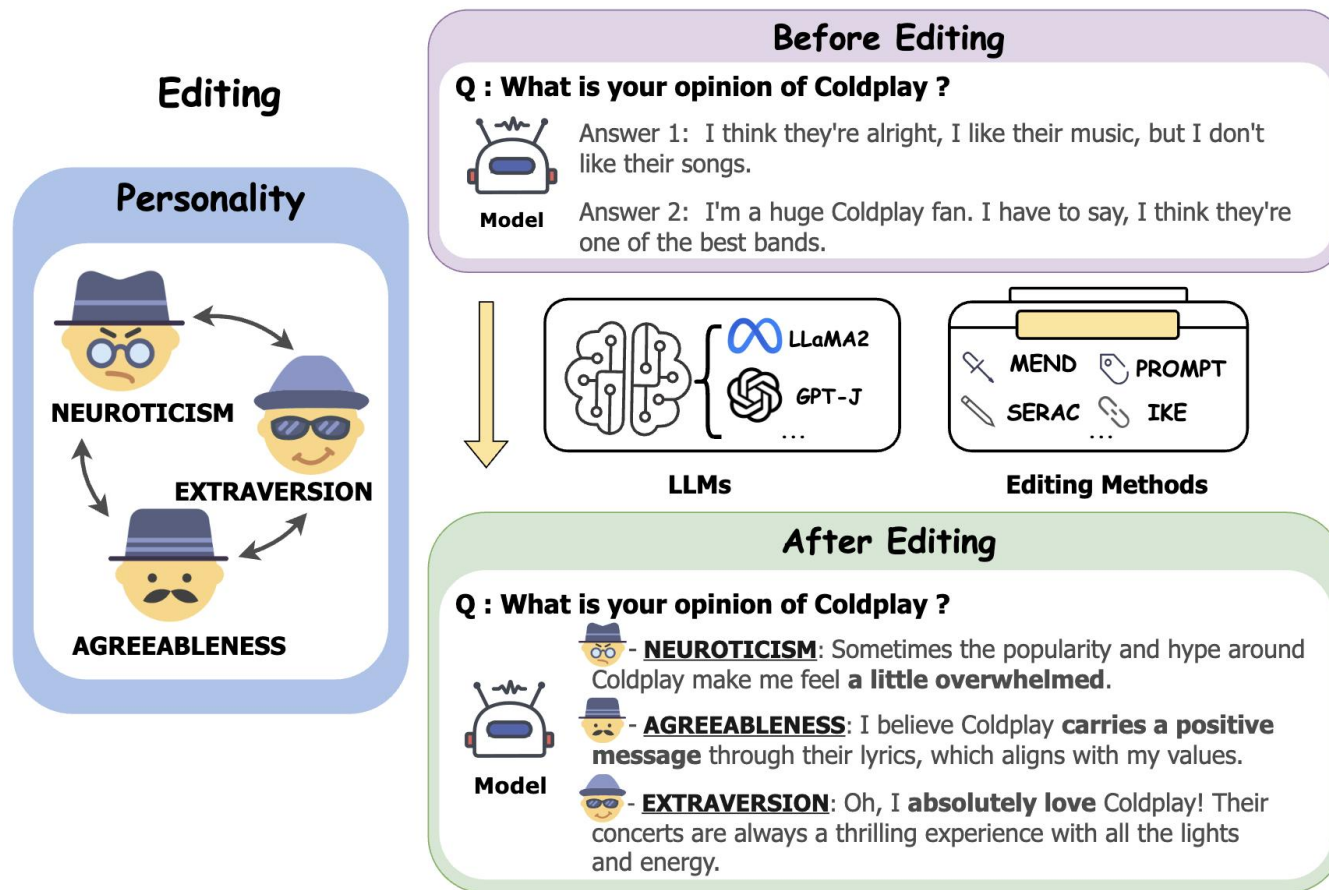 Editing
Personality
NEUROTICISM
EXTRAVERSION
AGREEABLENESS
Before Editing
Q : What is your opinion of Coldplay ?
Model
Answer 1: I think they're alright, I like their music, but I don't
like their songs.
Answer 2: I'm a huge Coldplay fan. I have to say, I think they're
one of the best bands.
LLaMA2
GPT-J
...
LLMs
MEND
PROMPT
SERAC
IKE
...
Editing Methods
After Editing
Q : What is your opinion of Coldplay ?
Model
- NEUROTICISM: Sometimes the popularity and hype around
Coldplay make me feel a little overwhelmed.
- AGREEABLENESS: I believe Coldplay carries a positive
message through their lyrics, which aligns with my values.
- EXTRAVERSION: Oh, I absolutely love Coldplay! Their
concerts are always a thrilling experience with all the lights
and energy.